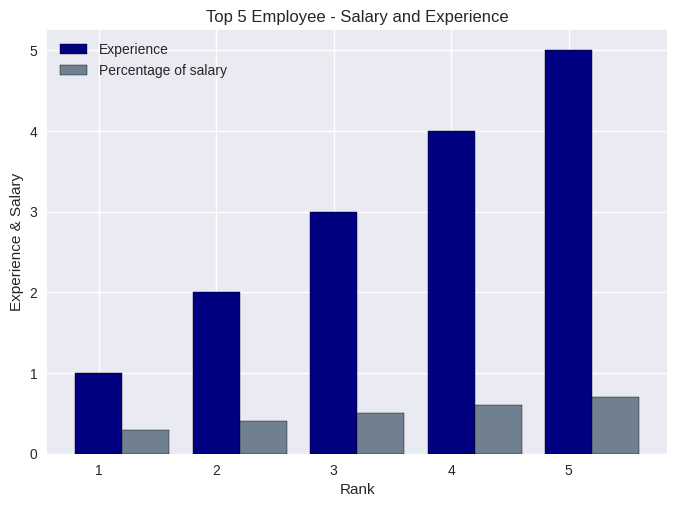 Top 5 Employee - Salary and Experience
Experience
Percentage of salary
Experience & Salary
5
4
3
2
1
0
1 2 3 4 5
Rank